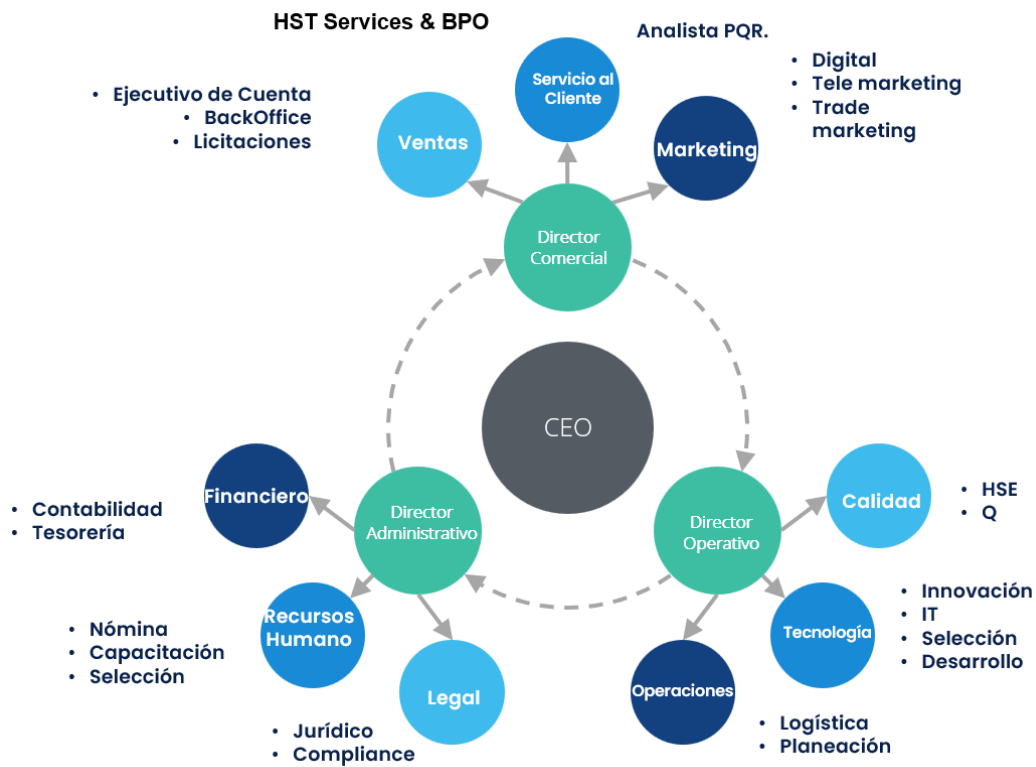 HST Services & BPO
Analista PQR.
• Digital
• Tele marketing
• Trade
marketing
Servicio al
Cliente
• Ejecutivo de Cuenta
• BackOffice
• Licitaciones
Ventas
Marketing
Director
Comercial
CEO
Financiero
• Contabilidad
• Tesorería
Director
Administrativo
Director
Operativo
Calidad
• HSE
• Q
Recursos
Humano
• Nómina
• Capacitación
• Selección
Legal
• Jurídico
• Compliance
Operaciones
• Logística
• Planeación
Tecnología
• Innovación
• IT
• Selección
• Desarrollo